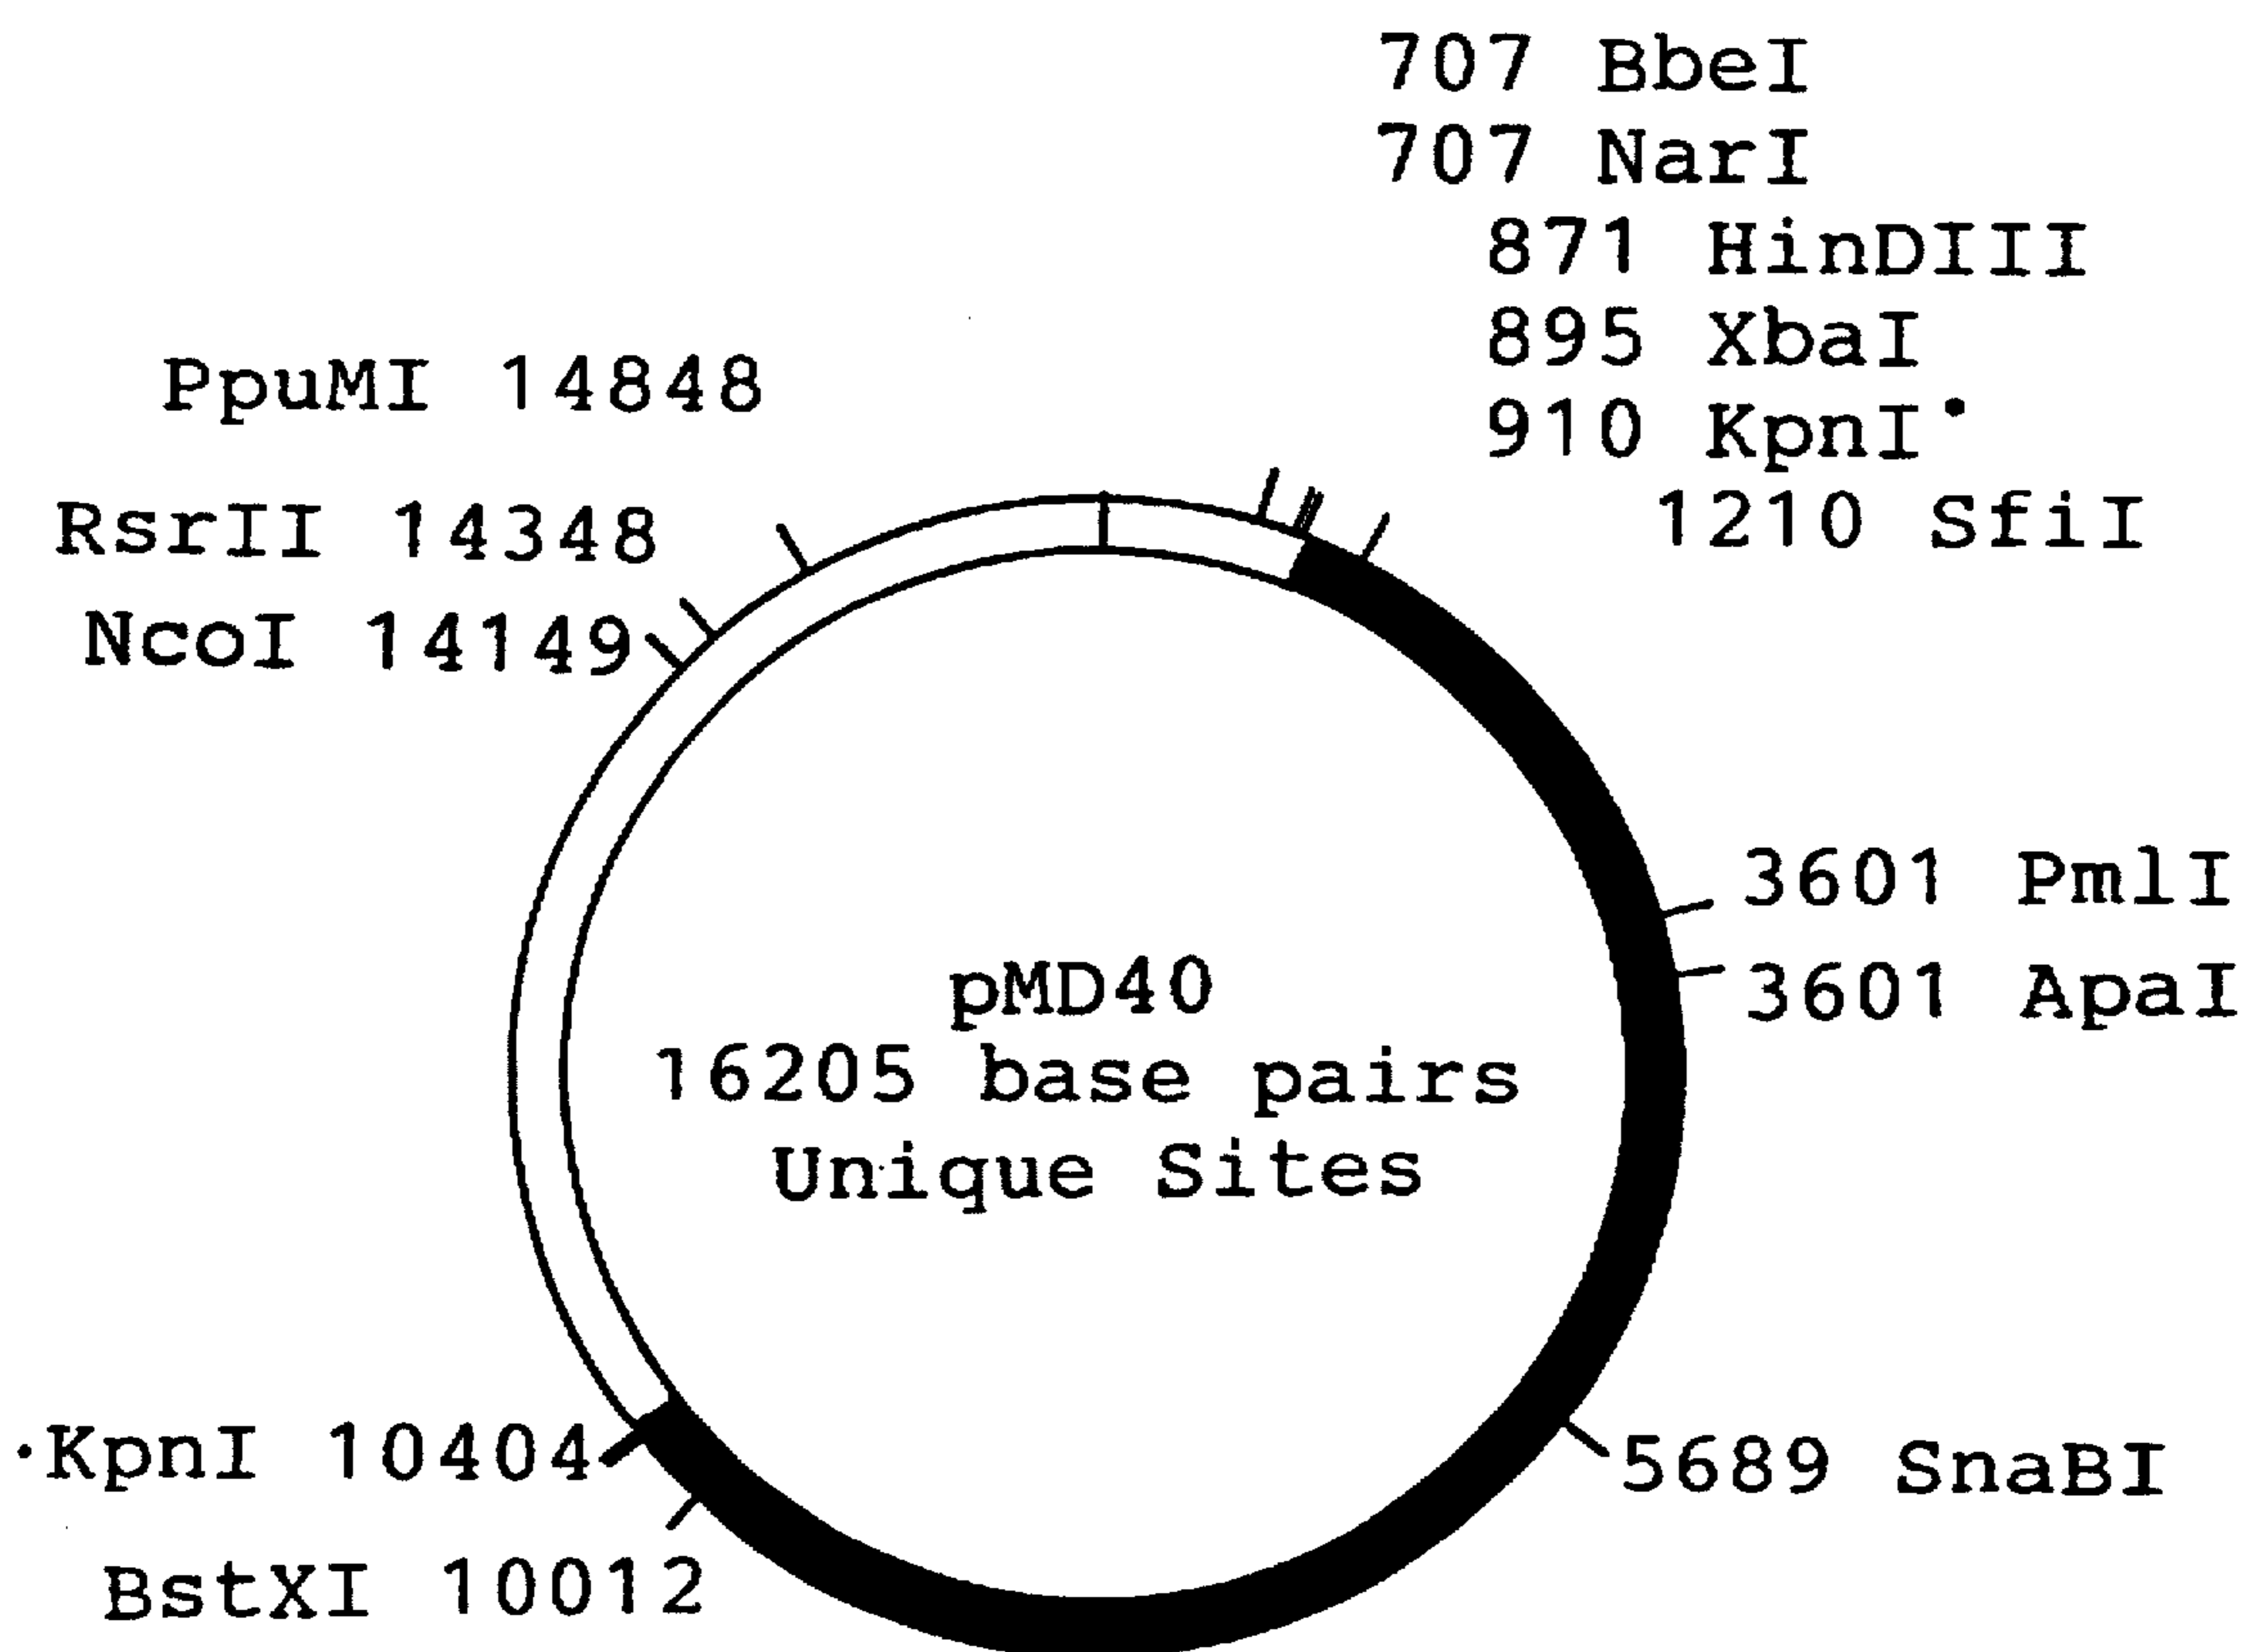 707 BbeI
707 NarI
871 HinDIII
895 XbaI
910 KpnI•
1210 SfiI
PpuMI 14848
RsrII 14348
NcoI 14149
3601 PmlI
3601 ApaI
pMD40
16205 base pairs
Unique Sites
•KpnI 10404
5689 SnaBI
BstXI 10012